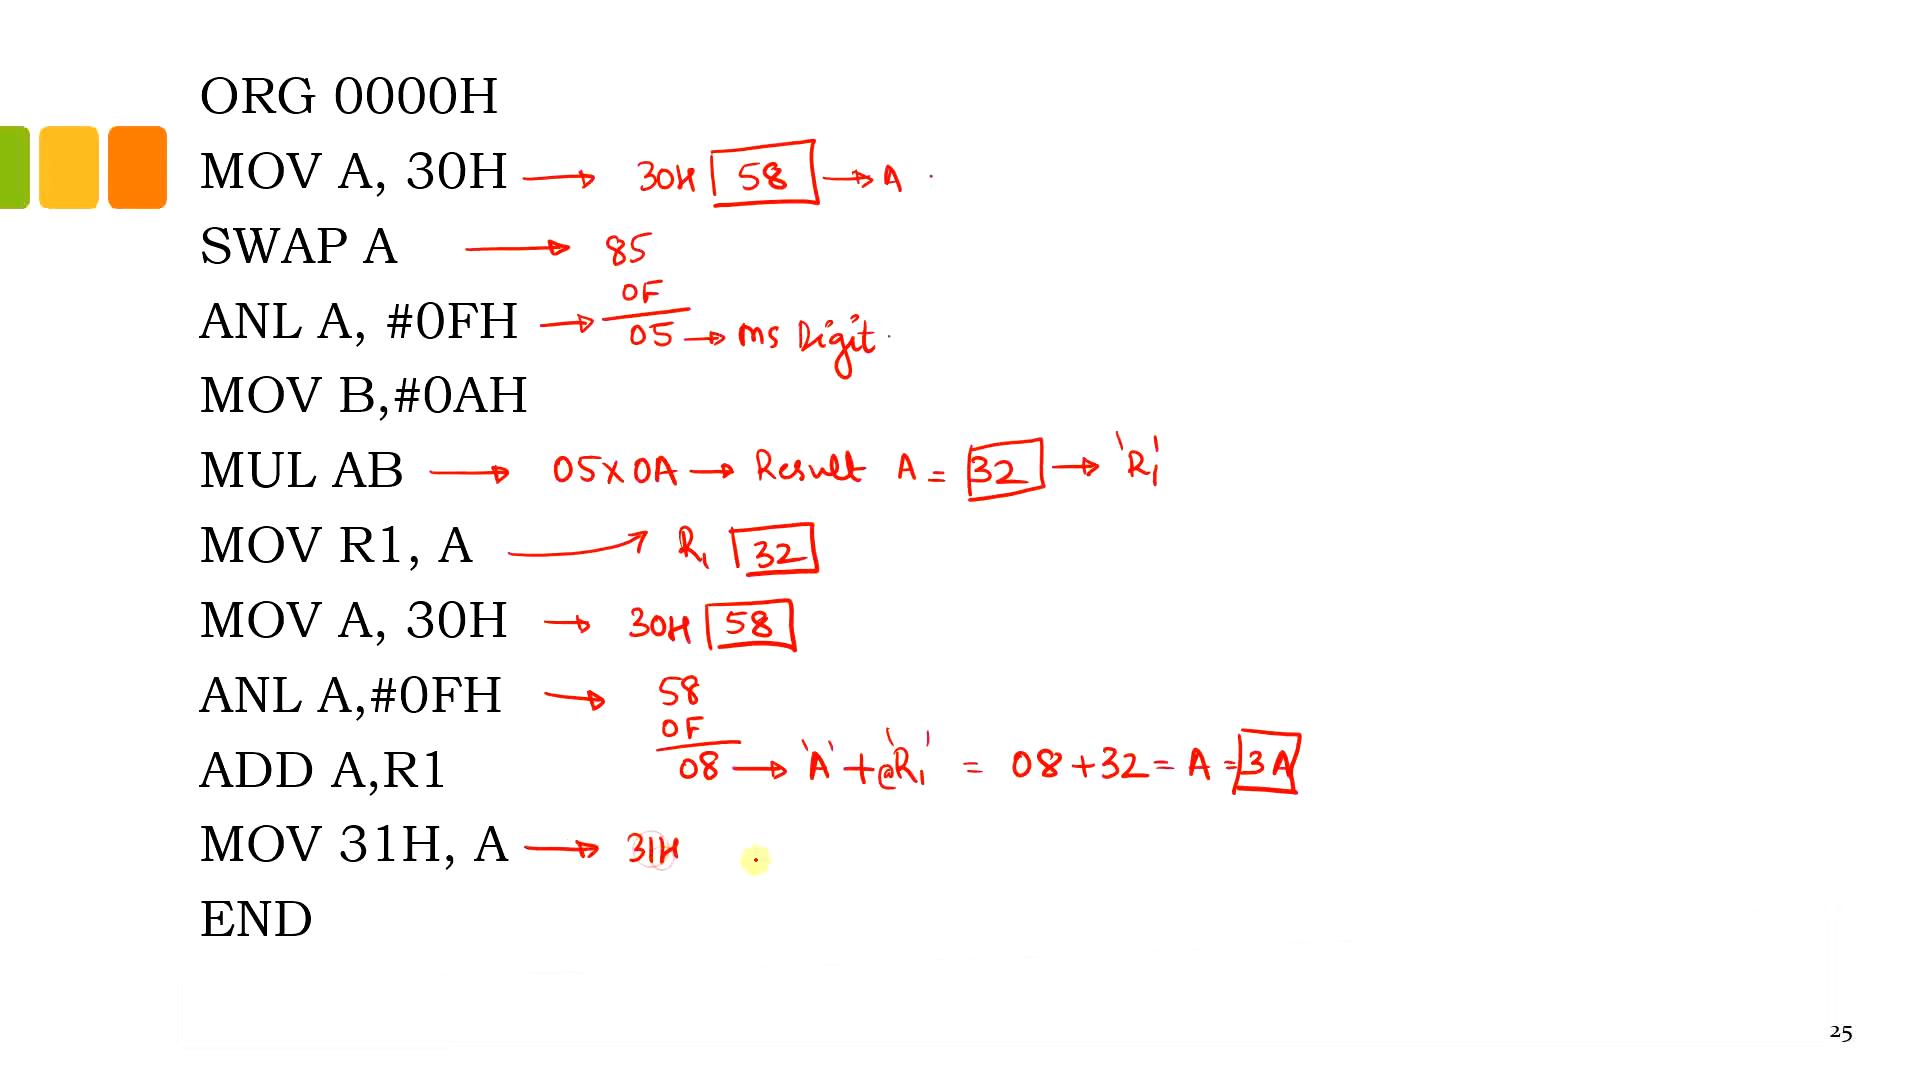 ORG 0000H
MOV A, 30H → 30H 58 → A
SWAP A → 85
0F
ANL A, #0FH → 05 → ms Digit
MOV B,#0AH
MUL AB → 05 x 0A → Result A = 32 → 'R1'
MOV R1, A → R1 32
MOV A, 30H → 30H 58
ANL A,#0FH → 58
0F
ADD A,R1 08 → 'A' + @'R1' = 08 + 32 = A = 3A
MOV 31H, A → 31H
END
25